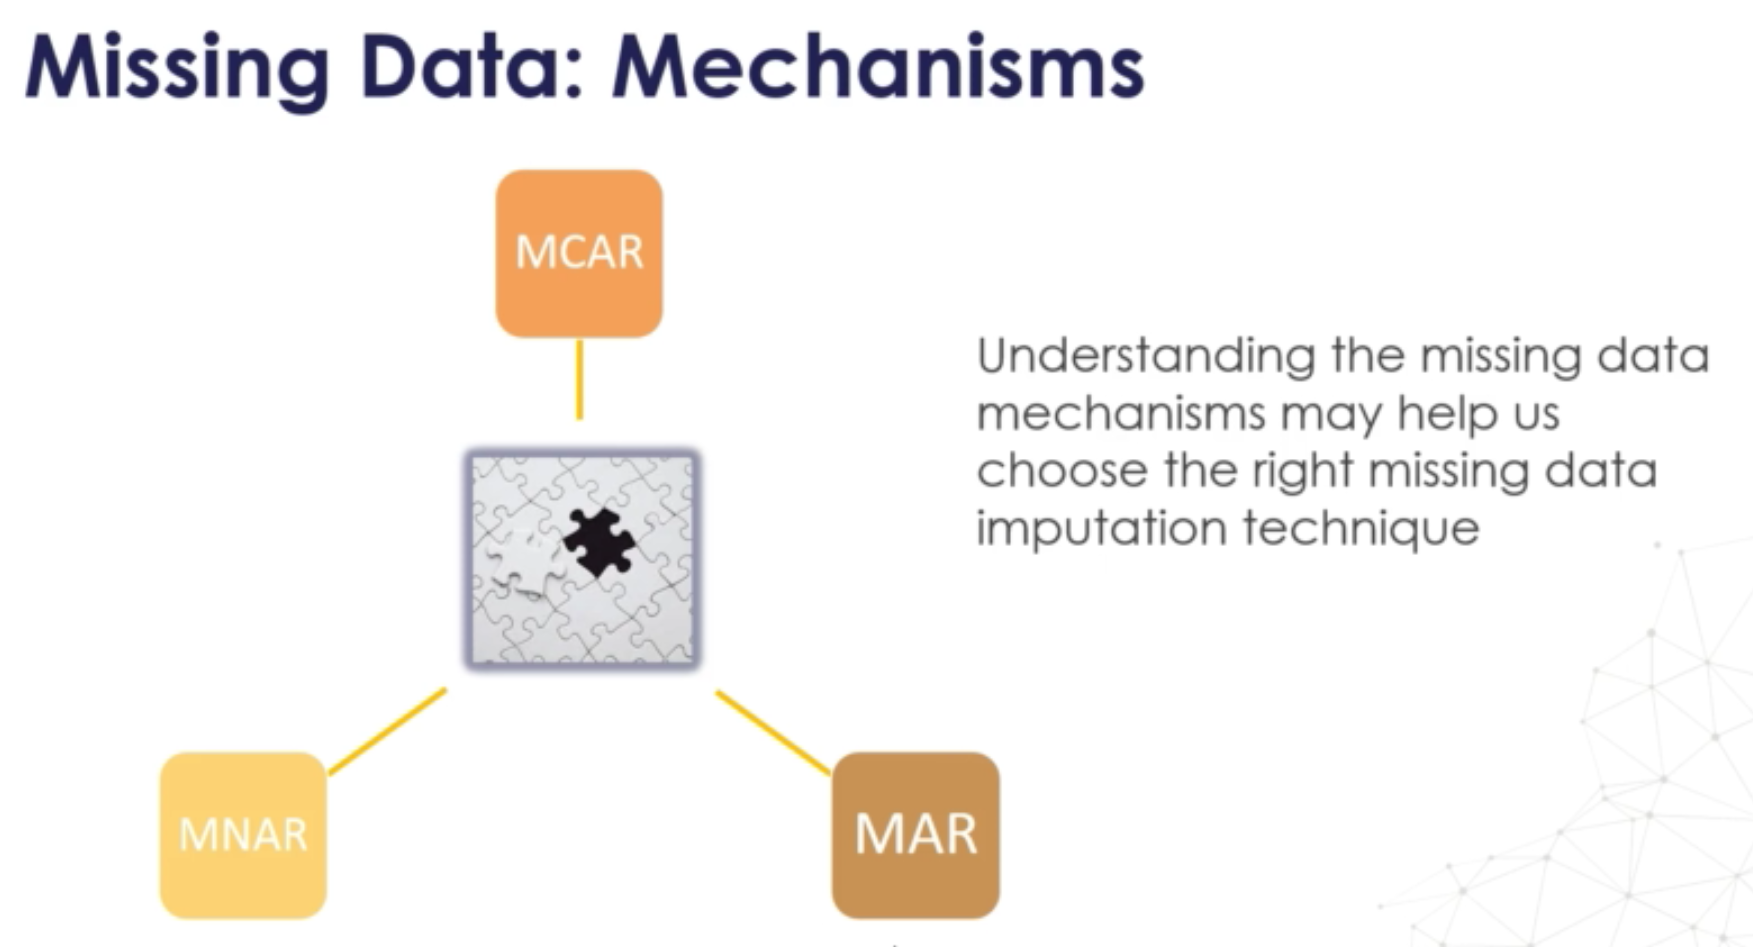 Missing Data: Mechanisms
MCAR
Understanding the missing data
mechanisms may help us
choose the right missing data
imputation technique
MNAR
MAR